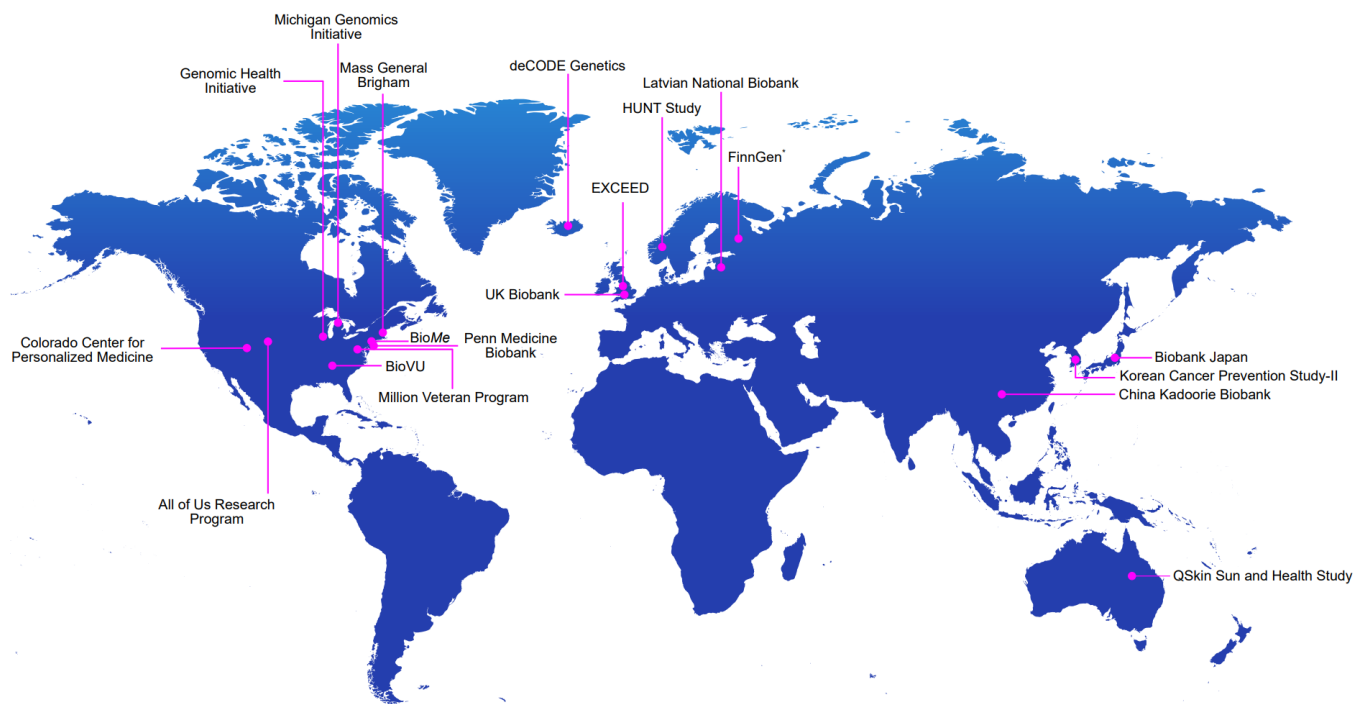 Michigan Genomics
Initiative
Genomic Health
Initiative
Mass General
Brigham
deCODE Genetics
Latvian National Biobank
HUNT Study
FinnGen*
EXCEED
UK Biobank
Colorado Center for
Personalized Medicine
BioMe
Penn Medicine
Biobank
BioVU
Million Veteran Program
All of Us Research
Program
Biobank Japan
Korean Cancer Prevention Study-II
China Kadoorie Biobank
QSkin Sun and Health Study